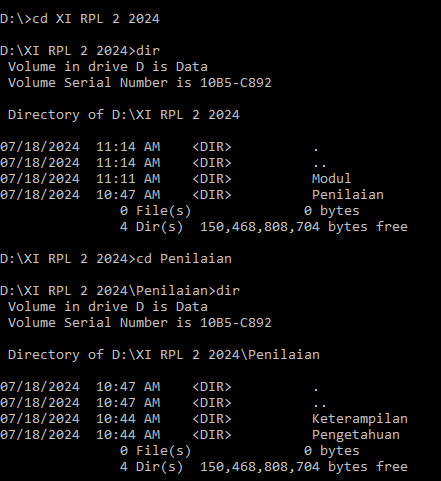 D:\>cd XI RPL 2 2024
D:\XI RPL 2 2024>dir
Volume in drive D is Data
Volume Serial Number is 10B5-C892
Directory of D:\XI RPL 2 2024
07/18/2024  11:14 AM    <DIR>          .
07/18/2024  11:14 AM    <DIR>          ..
07/18/2024  11:11 AM    <DIR>          Modul
07/18/2024  10:47 AM    <DIR>          Penilaian
0 File(s)              0 bytes
4 Dir(s)  150,468,808,704 bytes free
D:\XI RPL 2 2024>cd Penilaian
D:\XI RPL 2 2024\Penilaian>dir
Volume in drive D is Data
Volume Serial Number is 10B5-C892
Directory of D:\XI RPL 2 2024\Penilaian
07/18/2024  10:47 AM    <DIR>          .
07/18/2024  10:47 AM    <DIR>          ..
07/18/2024  10:44 AM    <DIR>          Keterampilan
07/18/2024  10:44 AM    <DIR>          Pengetahuan
0 File(s)              0 bytes
4 Dir(s)  150,468,808,704 bytes free